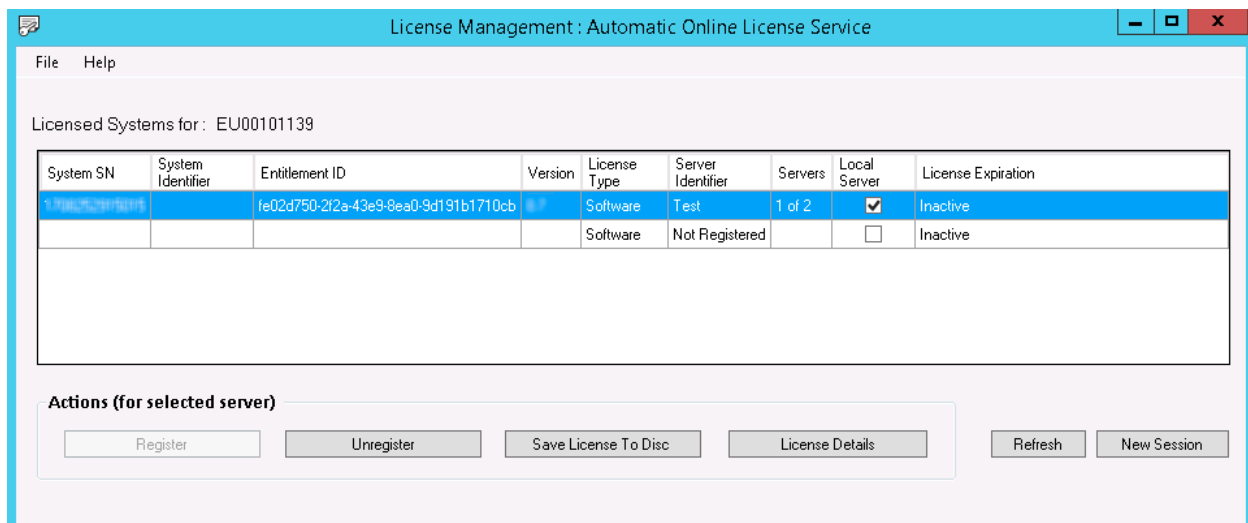 License Management : Automatic Online License Service
File Help
Licensed Systems for : EU00101139
System SN System Identifier Entitlement ID Version License Type Server Identifier Servers Local Server License Expiration
fe02d750-2f2a-43e9-8ea0-9d191b1710cb Software Test 1 of 2 Inactive
Software Not Registered Inactive
Actions (for selected server)
Register Unregister Save License To Disc License Details Refresh New Session